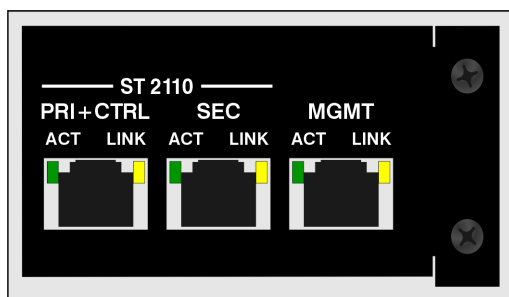 ST 2110
PRI+CTRL SEC MGMT
ACT LINK ACT LINK ACT LINK